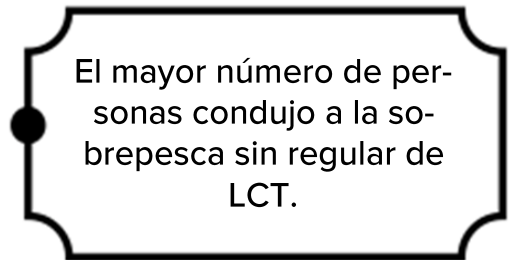 El mayor número de per-
sonas condujo a la so-
brepesca sin regular de
LCT.